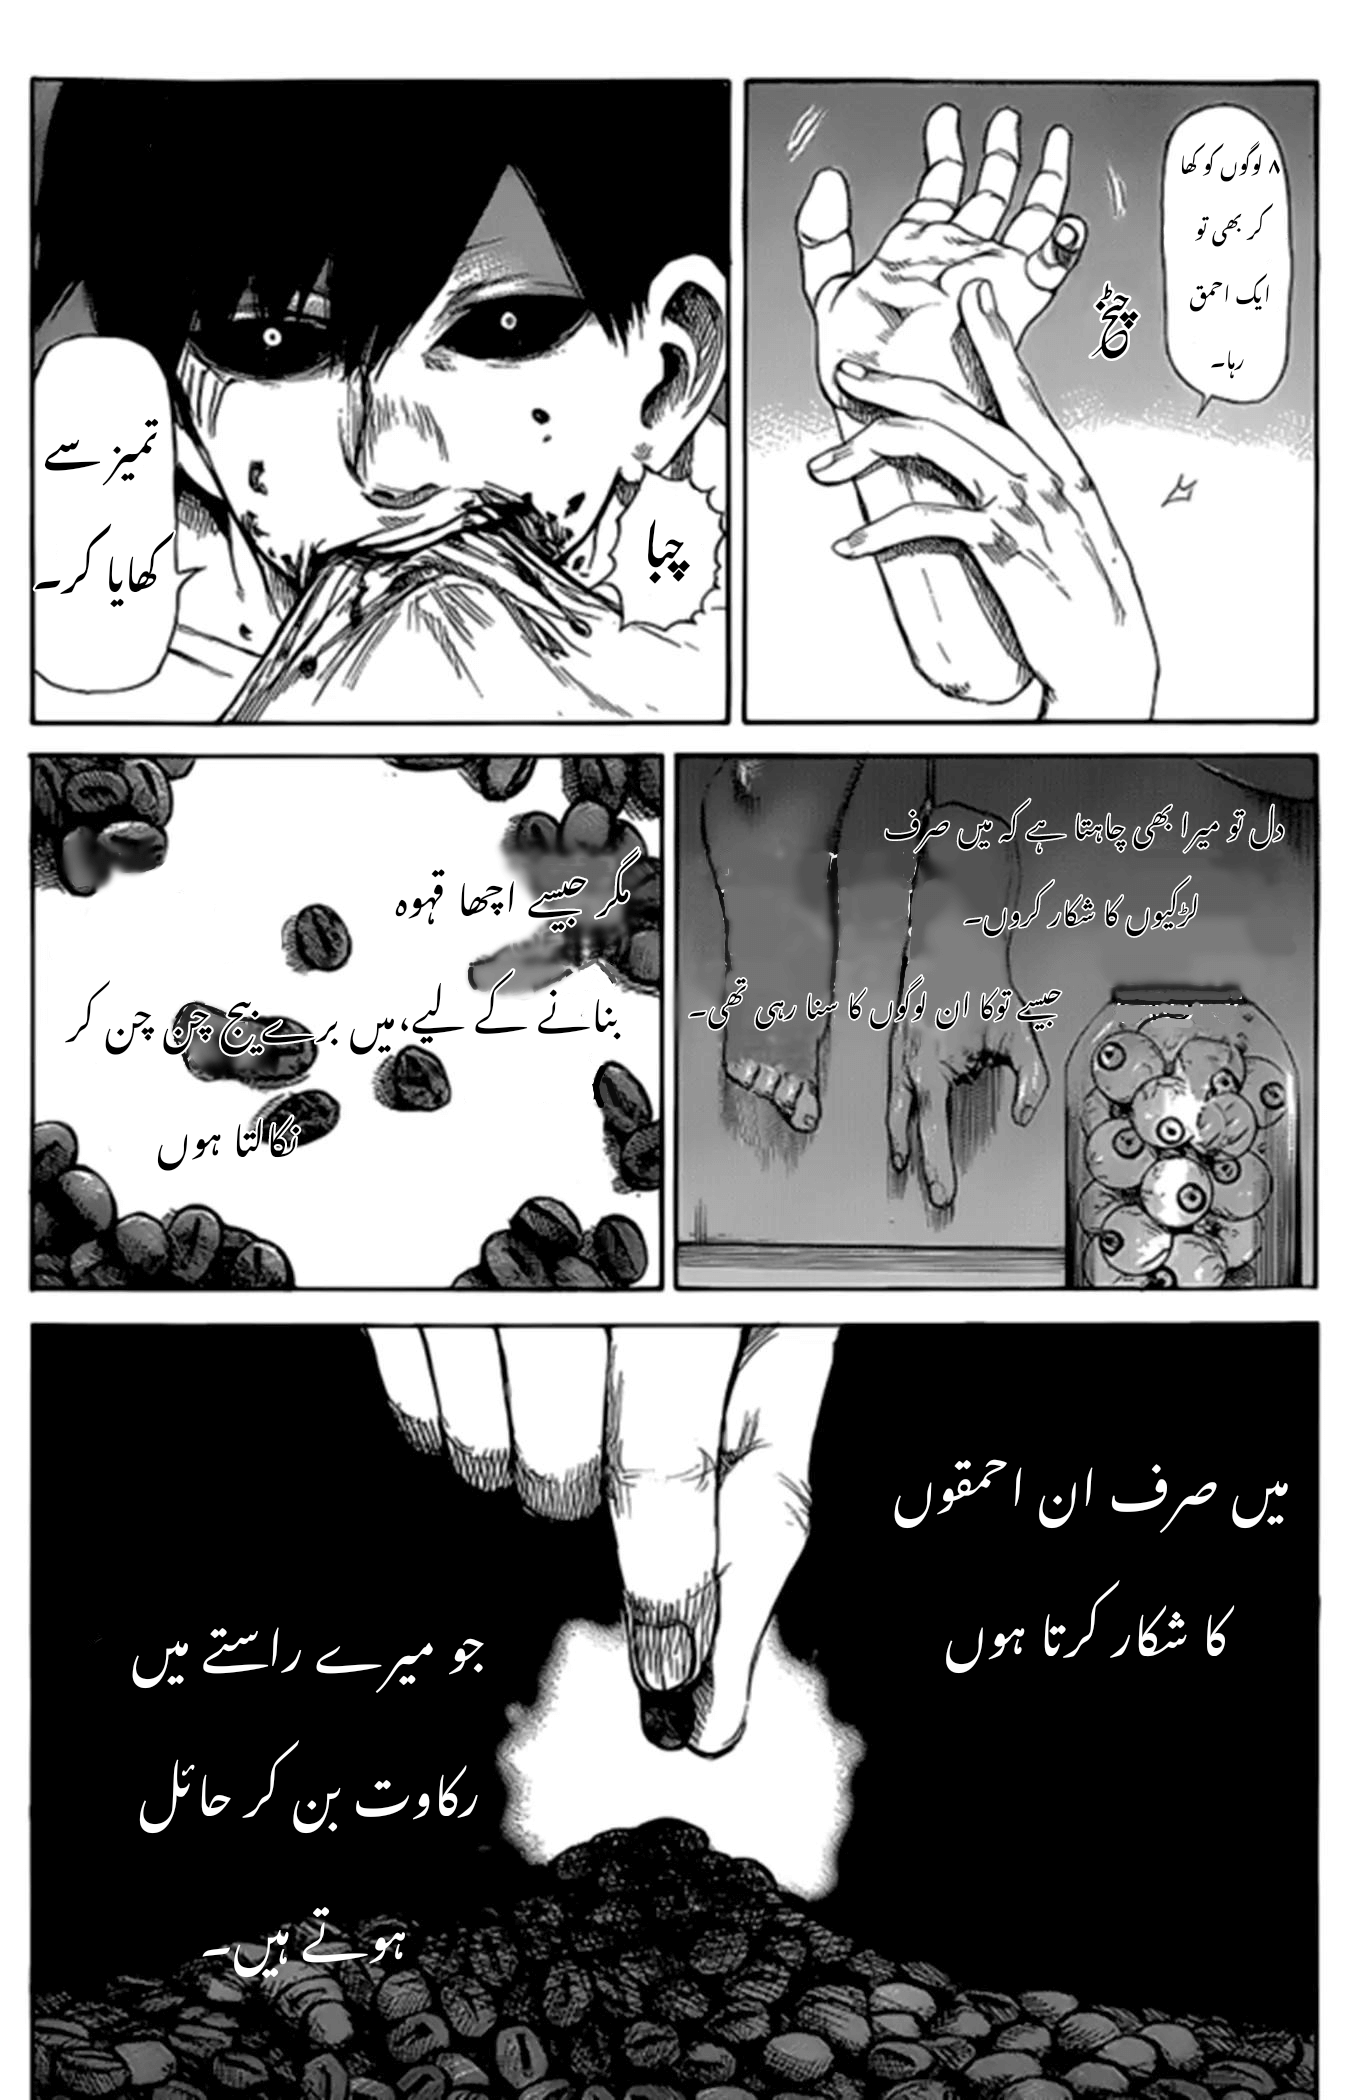 ۸ لوگوں کو کھا
کر بھی تو
ایک احمق
رہا۔
چٹخ
چبا
تمیز سے
کھایا کر۔
دل تو میرا بھی چاہتا ہے کہ میں صرف
لڑکیوں کا شکار کروں۔
جیسے توکا ان لوگوں کا سنا رہی تھی۔
مگر جیسے اچھا قہوہ
بنانے کے لیے،میں برے بیج چن چن کر
نکالتا ہوں
میں صرف ان احمقوں
کا شکار کرتا ہوں
جو میرے راستے میں
رکاوت بن کر حائل
ہوتے ہیں۔